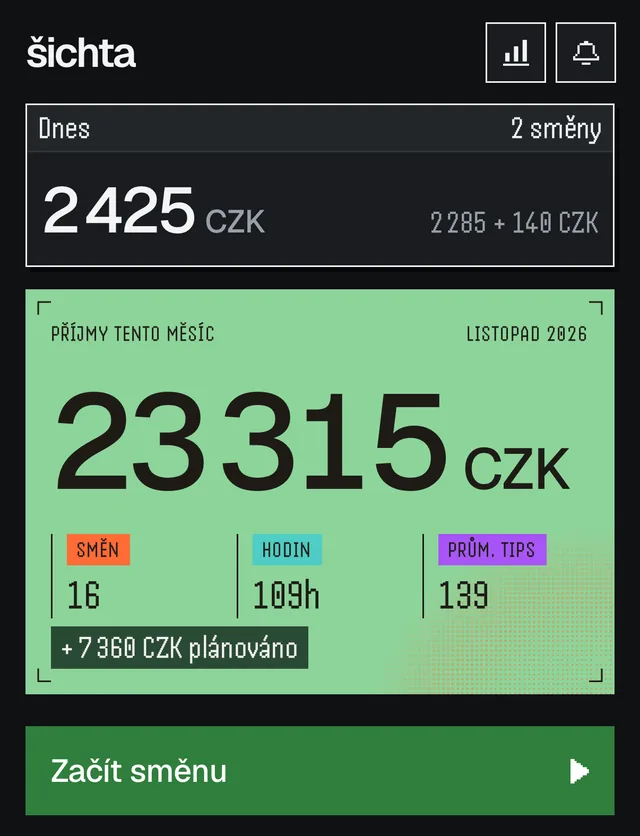 šichta
Dnes 2 směny
2 425 CZK 2 285 + 140 CZK
PŘÍJMY TENTO MĚSÍC LISTOPAD 2026
23 315 CZK
SMĚN HODIN PRŮM. TIPS
16 109h 139
+ 7 360 CZK plánováno
Začít směnu